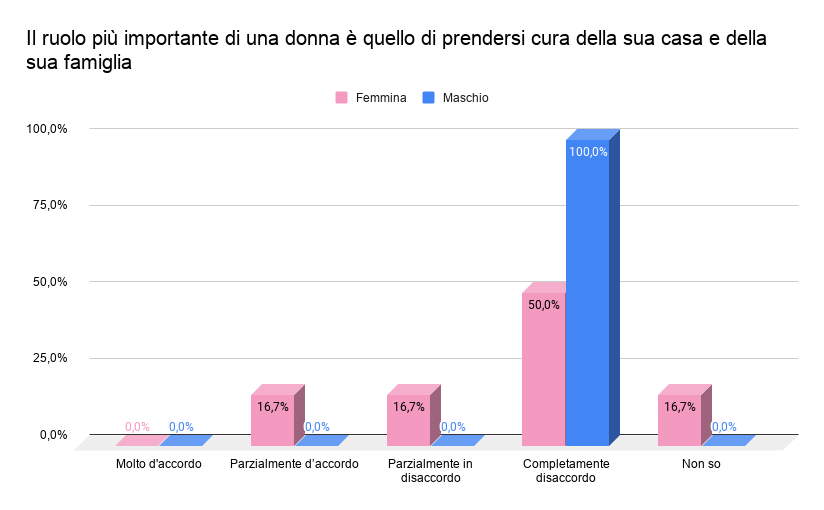 Il ruolo più importante di una donna è quello di prendersi cura della sua casa e della
sua famiglia
Femmina Maschio
100,0%
75,0%
50,0%
25,0%
0,0%
100,0%
50,0%
16,7% 16,7% 16,7%
0,0% 0,0% 0,0% 0,0% 0,0%
Molto d'accordo Parzialmente d’accordo Parzialmente in Completamente Non so
disaccordo disaccordo